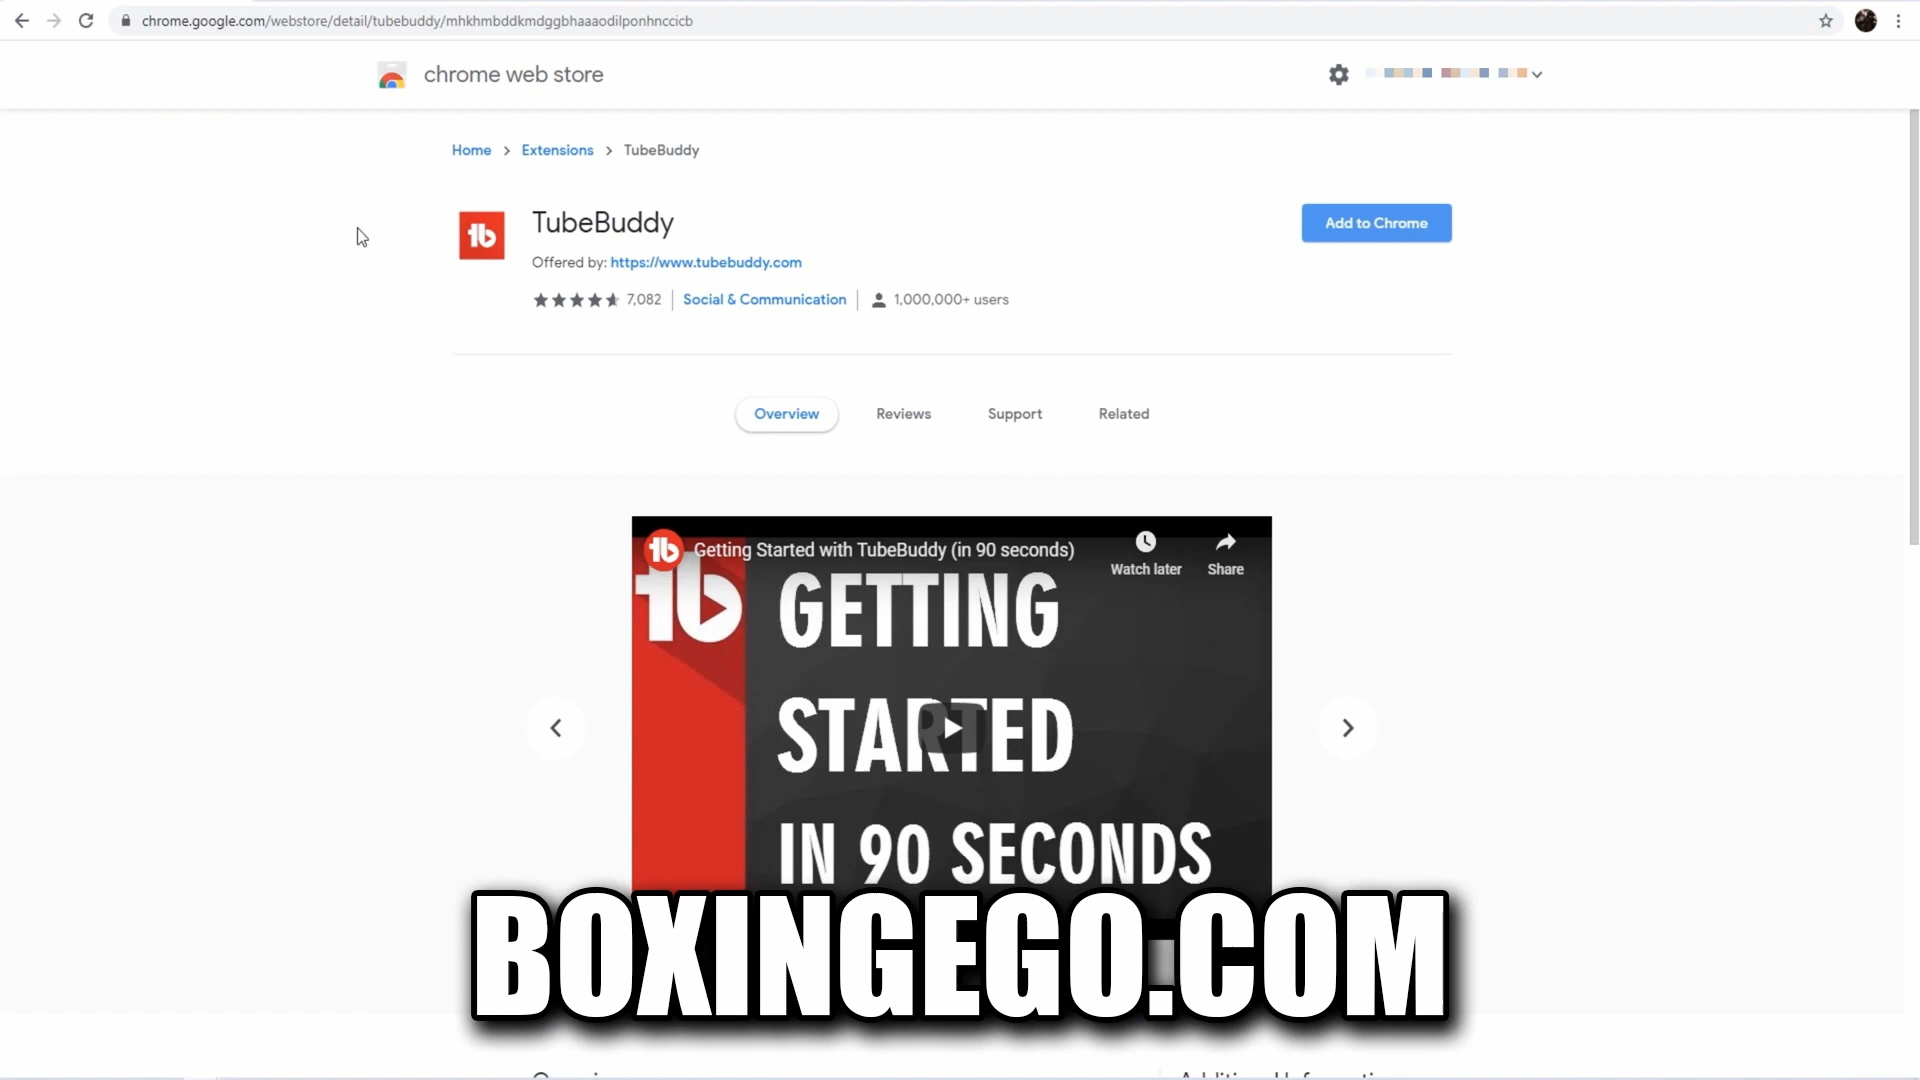 chrome.google.com/webstore/detail/tubebuddy/mhkhmbddkmdggbhaaaodilponhnccicb
chrome web store
Home > Extensions > TubeBuddy
TubeBuddy
Add to Chrome
Offered by: https://www.tubebuddy.com
7,082 | Social & Communication | 1,000,000+ users
Overview Reviews Support Related
Getting Started with TubeBuddy (in 90 seconds)
Watch later Share
GETTING
STARTED
IN 90 SECONDS
BOXINGEGO.COM